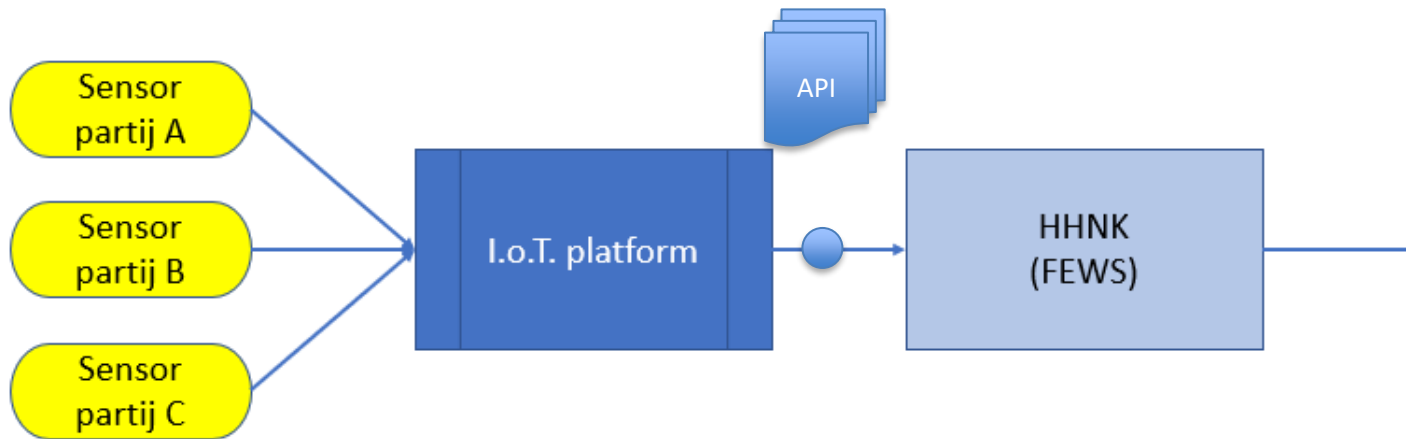 Sensor
partij A
Sensor
partij B
Sensor
partij C
I.o.T. platform
API
HHNK
(FEWS)